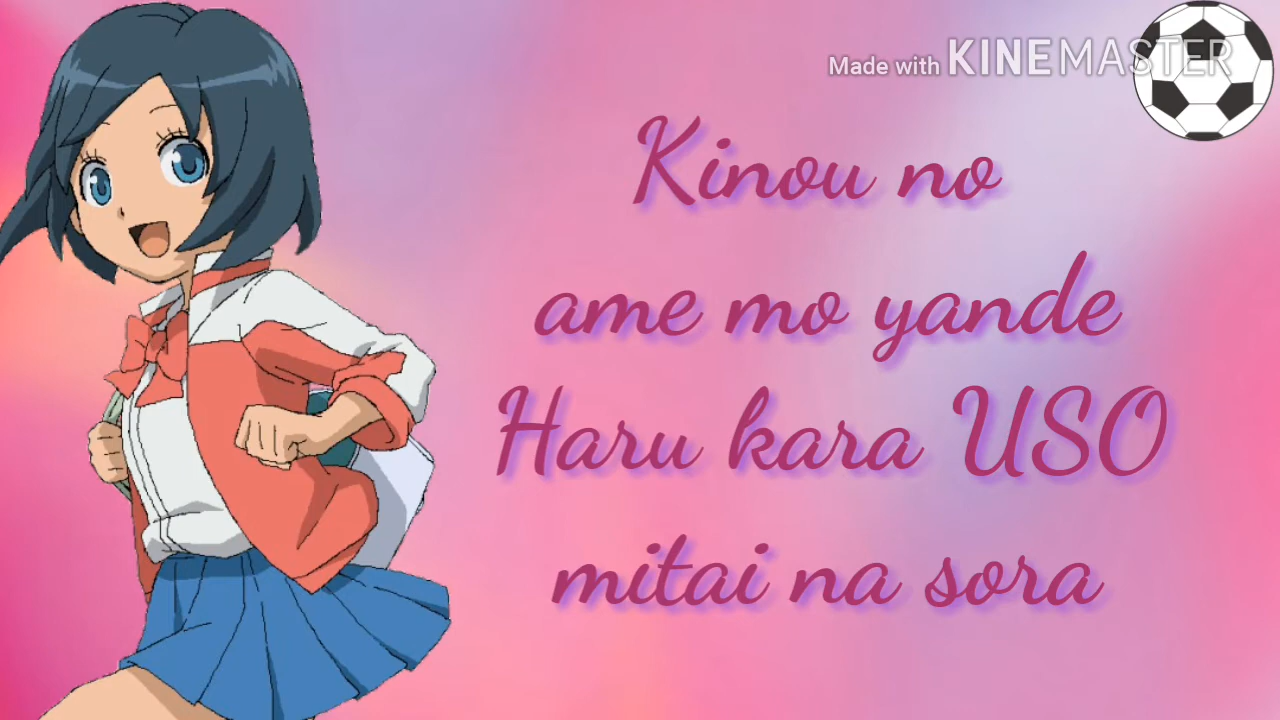 Made with KINEMASTER
Kinou no
ame mo yande
Haru kara USO
mitai na sora